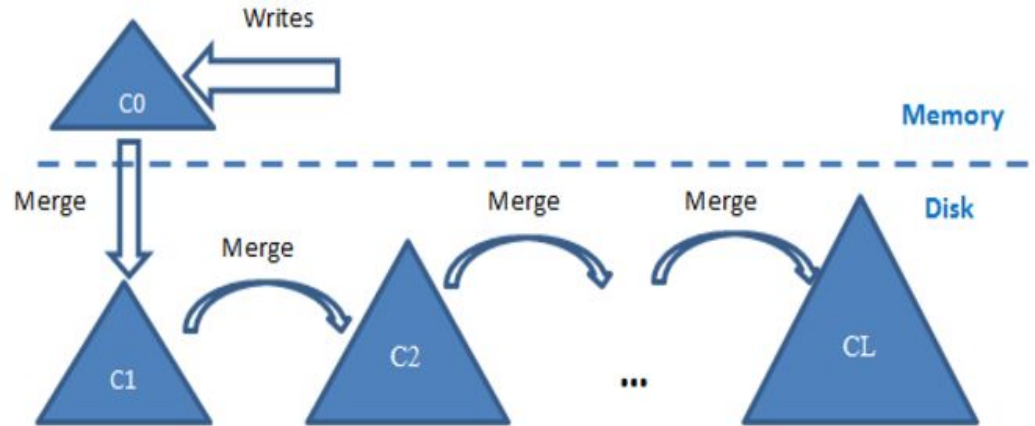 Writes
C0
Memory
Merge
Merge
Merge
Merge
Disk
C1
C2
...
CL